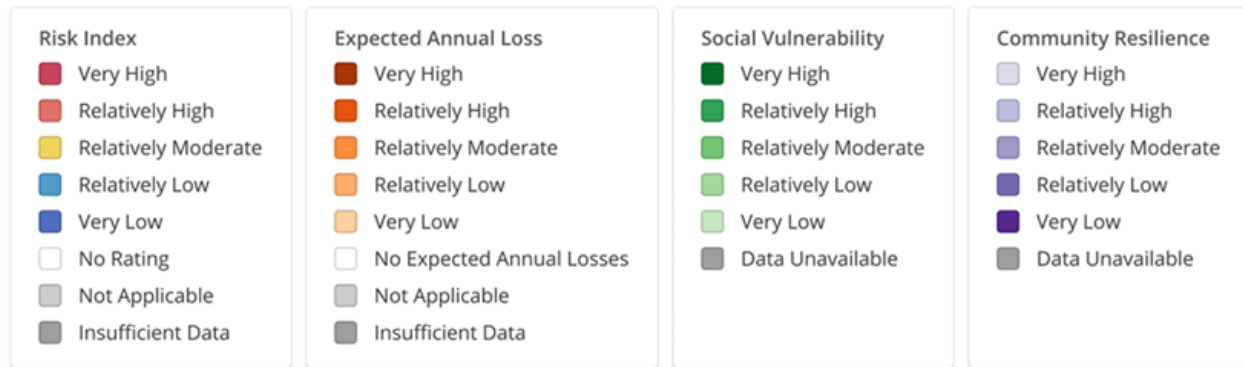 Risk Index
Very High
Relatively High
Relatively Moderate
Relatively Low
Very Low
No Rating
Not Applicable
Insufficient Data
Expected Annual Loss
Very High
Relatively High
Relatively Moderate
Relatively Low
Very Low
No Expected Annual Losses
Not Applicable
Insufficient Data
Social Vulnerability
Very High
Relatively High
Relatively Moderate
Relatively Low
Very Low
Data Unavailable
Community Resilience
Very High
Relatively High
Relatively Moderate
Relatively Low
Very Low
Data Unavailable